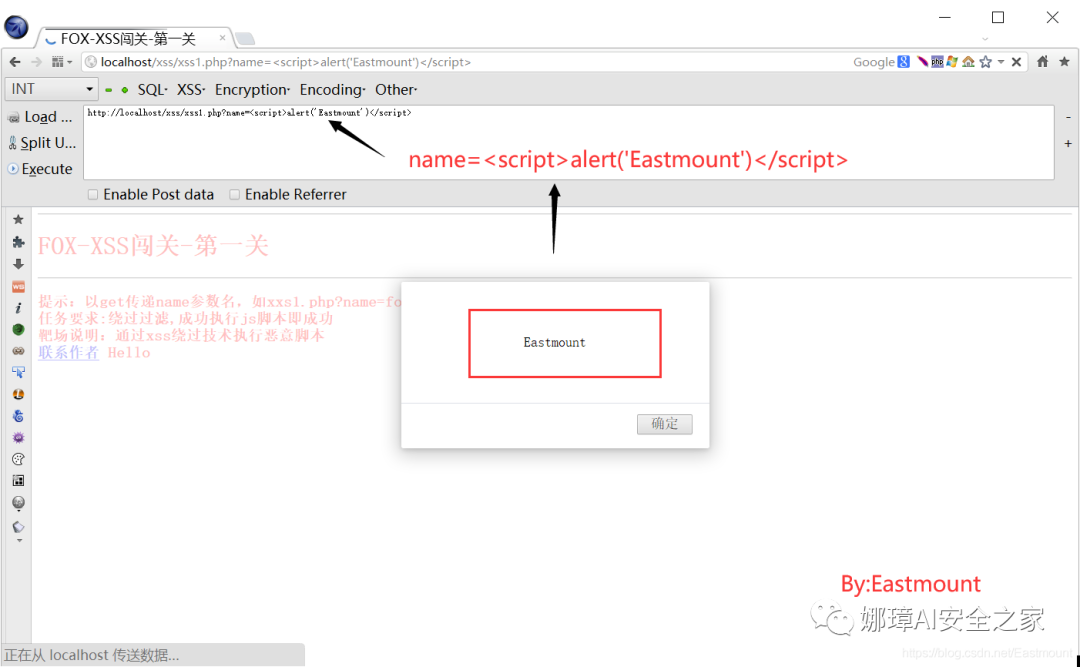 FOX-XSS闯关-第一关
localhost/xss/xss1.php?name=<script>alert('Eastmount')</script>
Google
INT
SQL· XSS· Encryption· Encoding· Other·
Load ...
http://localhost/xss/xss1.php?name=<script>alert('Eastmount')</script>
Split U...
Execute
name=<script>alert('Eastmount')</script>
Enable Post data Enable Referrer
FOX-XSS闯关-第一关
提示：以get传递name参数名，如xxs1.php?name=fo
任务要求:绕过过滤,成功执行js脚本即成功
靶场说明：通过xss绕过技术执行恶意脚本
联系作者 Hello
Eastmount
确定
By:Eastmount
娜璋AI安全之家
https://blog.csdn.net/Eastmount
正在从 localhost 传送数据...